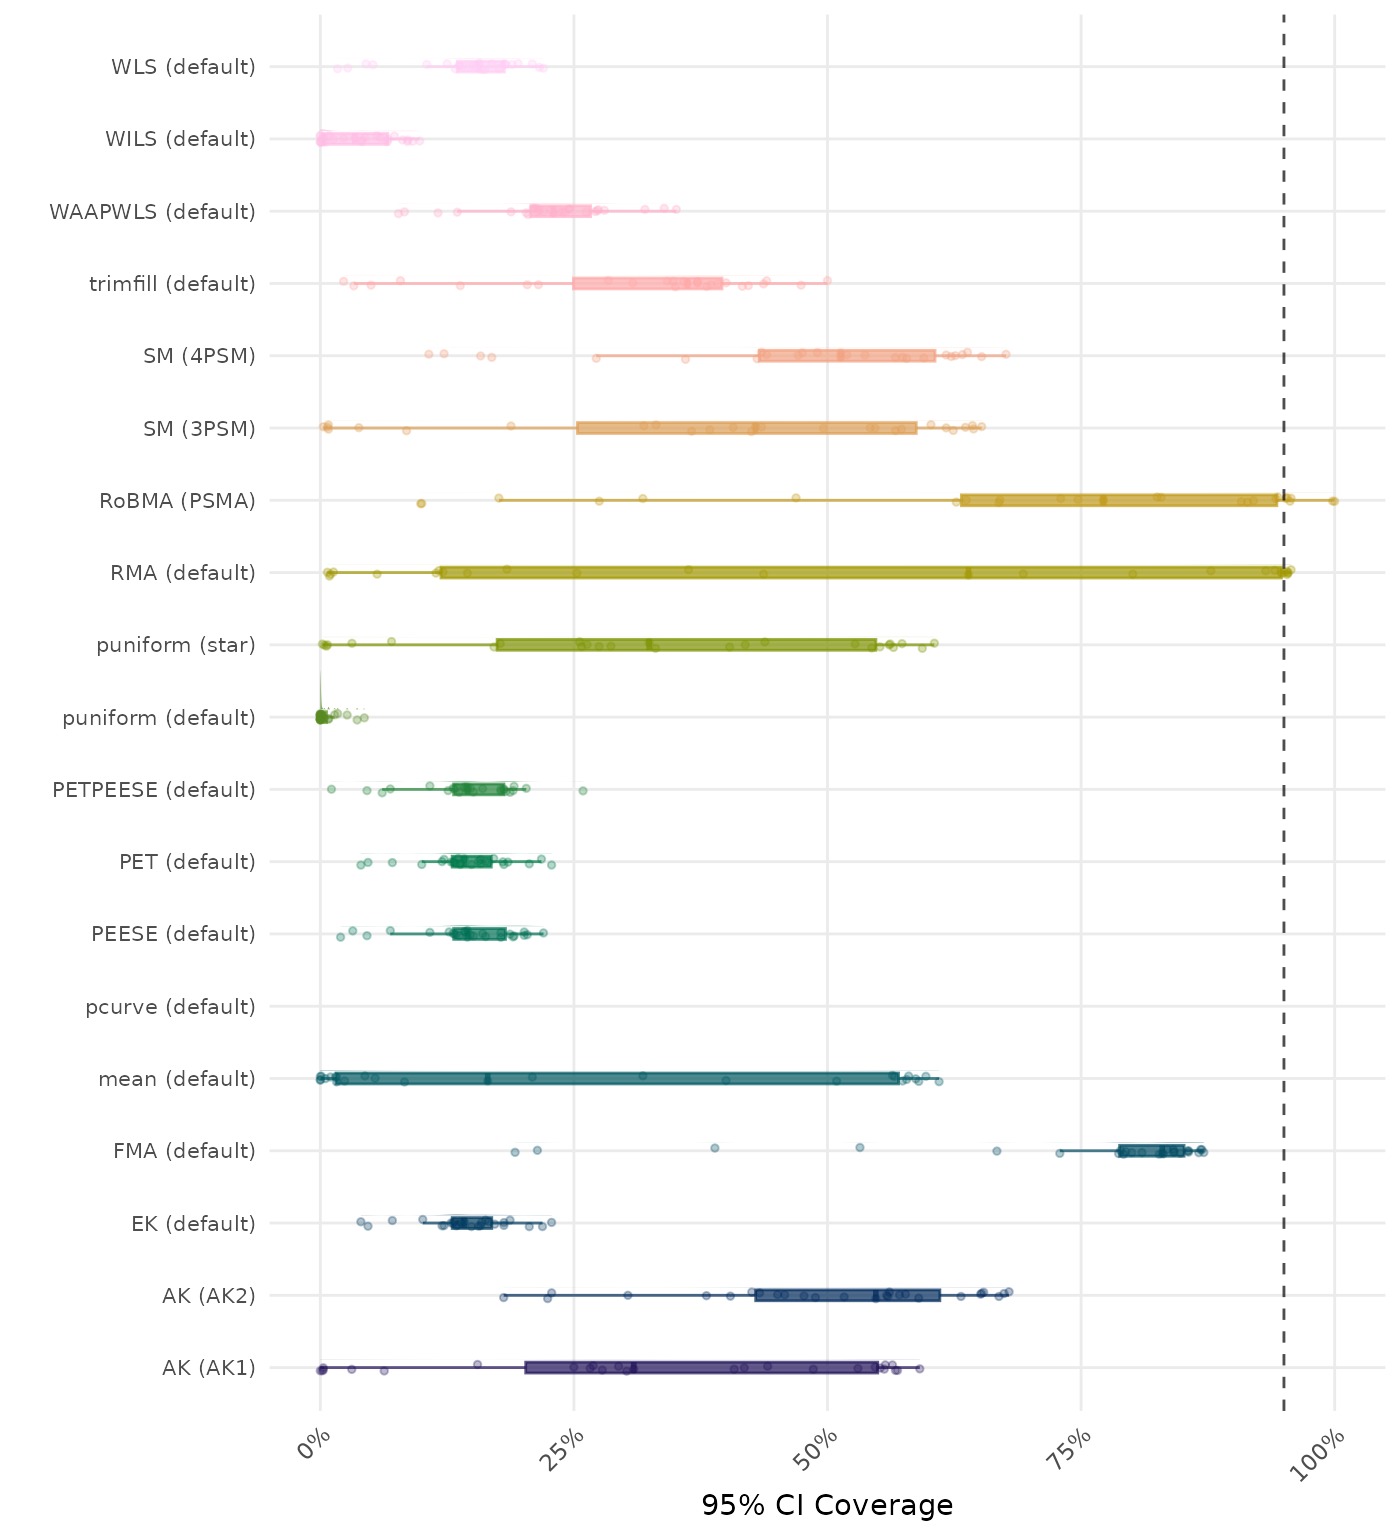 WLS (default)
WILS (default)
WAAPWLS (default)
trimfill (default)
SM (4PSM)
SM (3PSM)
RoBMA (PSMA)
RMA (default)
puniform (star)
puniform (default)
PETPEESE (default)
PET (default)
PEESE (default)
pcurve (default)
mean (default)
FMA (default)
EK (default)
AK (AK2)
AK (AK1)
0%
25%
50%
75%
100%
95% CI Coverage